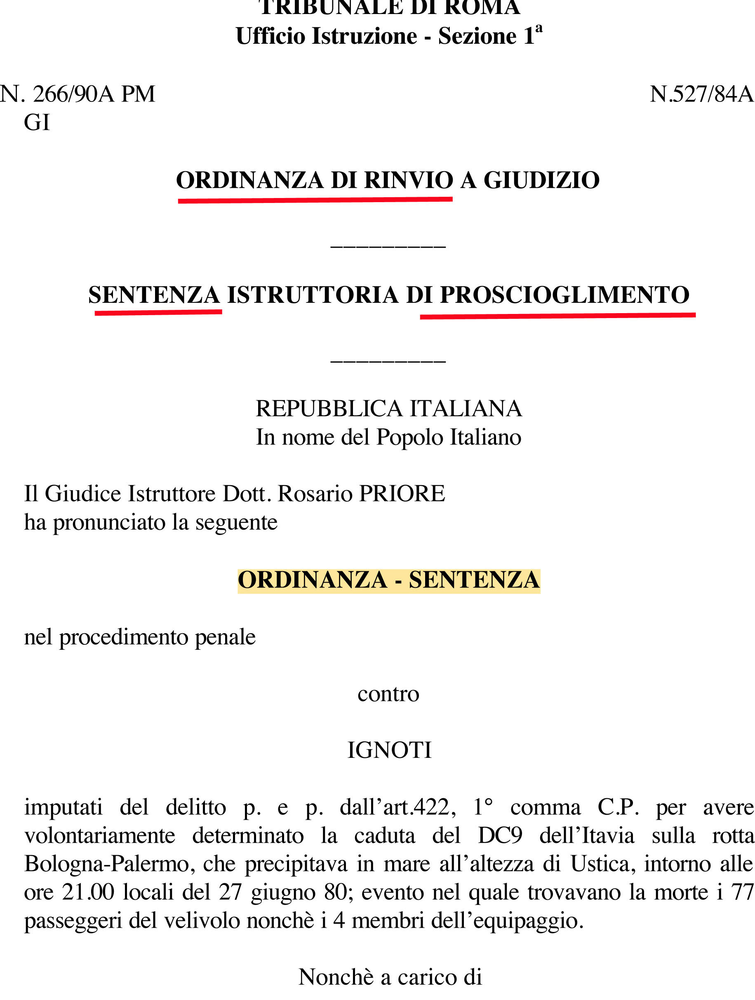 TRIBUNALE DI ROMA
Ufficio Istruzione - Sezione 1ª
N. 266/90A PM N.527/84A
GI
ORDINANZA DI RINVIO A GIUDIZIO
_________
SENTENZA ISTRUTTORIA DI PROSCIOGLIMENTO
_________
REPUBBLICA ITALIANA
In nome del Popolo Italiano
Il Giudice Istruttore Dott. Rosario PRIORE
ha pronunciato la seguente
ORDINANZA - SENTENZA
nel procedimento penale
contro
IGNOTI
imputati del delitto p. e p. dall’art.422, 1° comma C.P. per avere
volontariamente determinato la caduta del DC9 dell’Itavia sulla rotta
Bologna-Palermo, che precipitava in mare all’altezza di Ustica, intorno alle
ore 21.00 locali del 27 giugno 80; evento nel quale trovavano la morte i 77
passeggeri del velivolo nonchè i 4 membri dell’equipaggio.
Nonchè a carico di